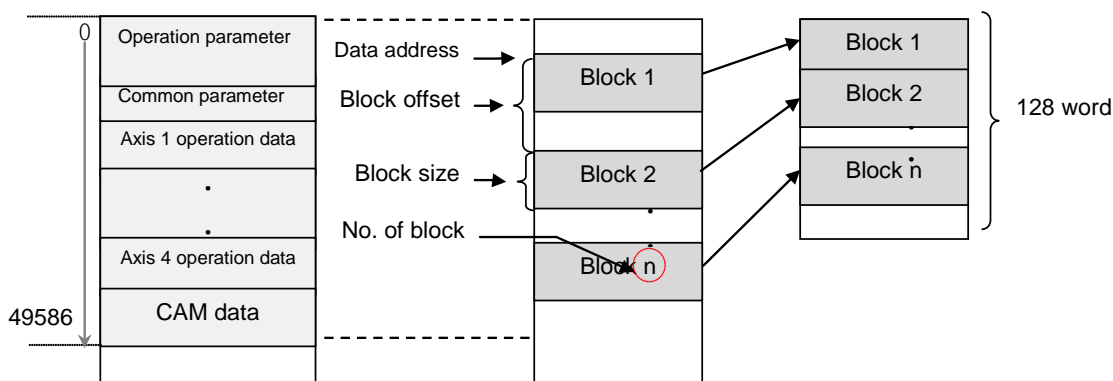 0
Operation parameter
Common parameter
Axis 1 operation data
Axis 4 operation data
CAM data
49586
Data address
Block offset
Block size
No. of block
Block 1
Block 2
Block n
Block 1
Block 2
Block n
128 word